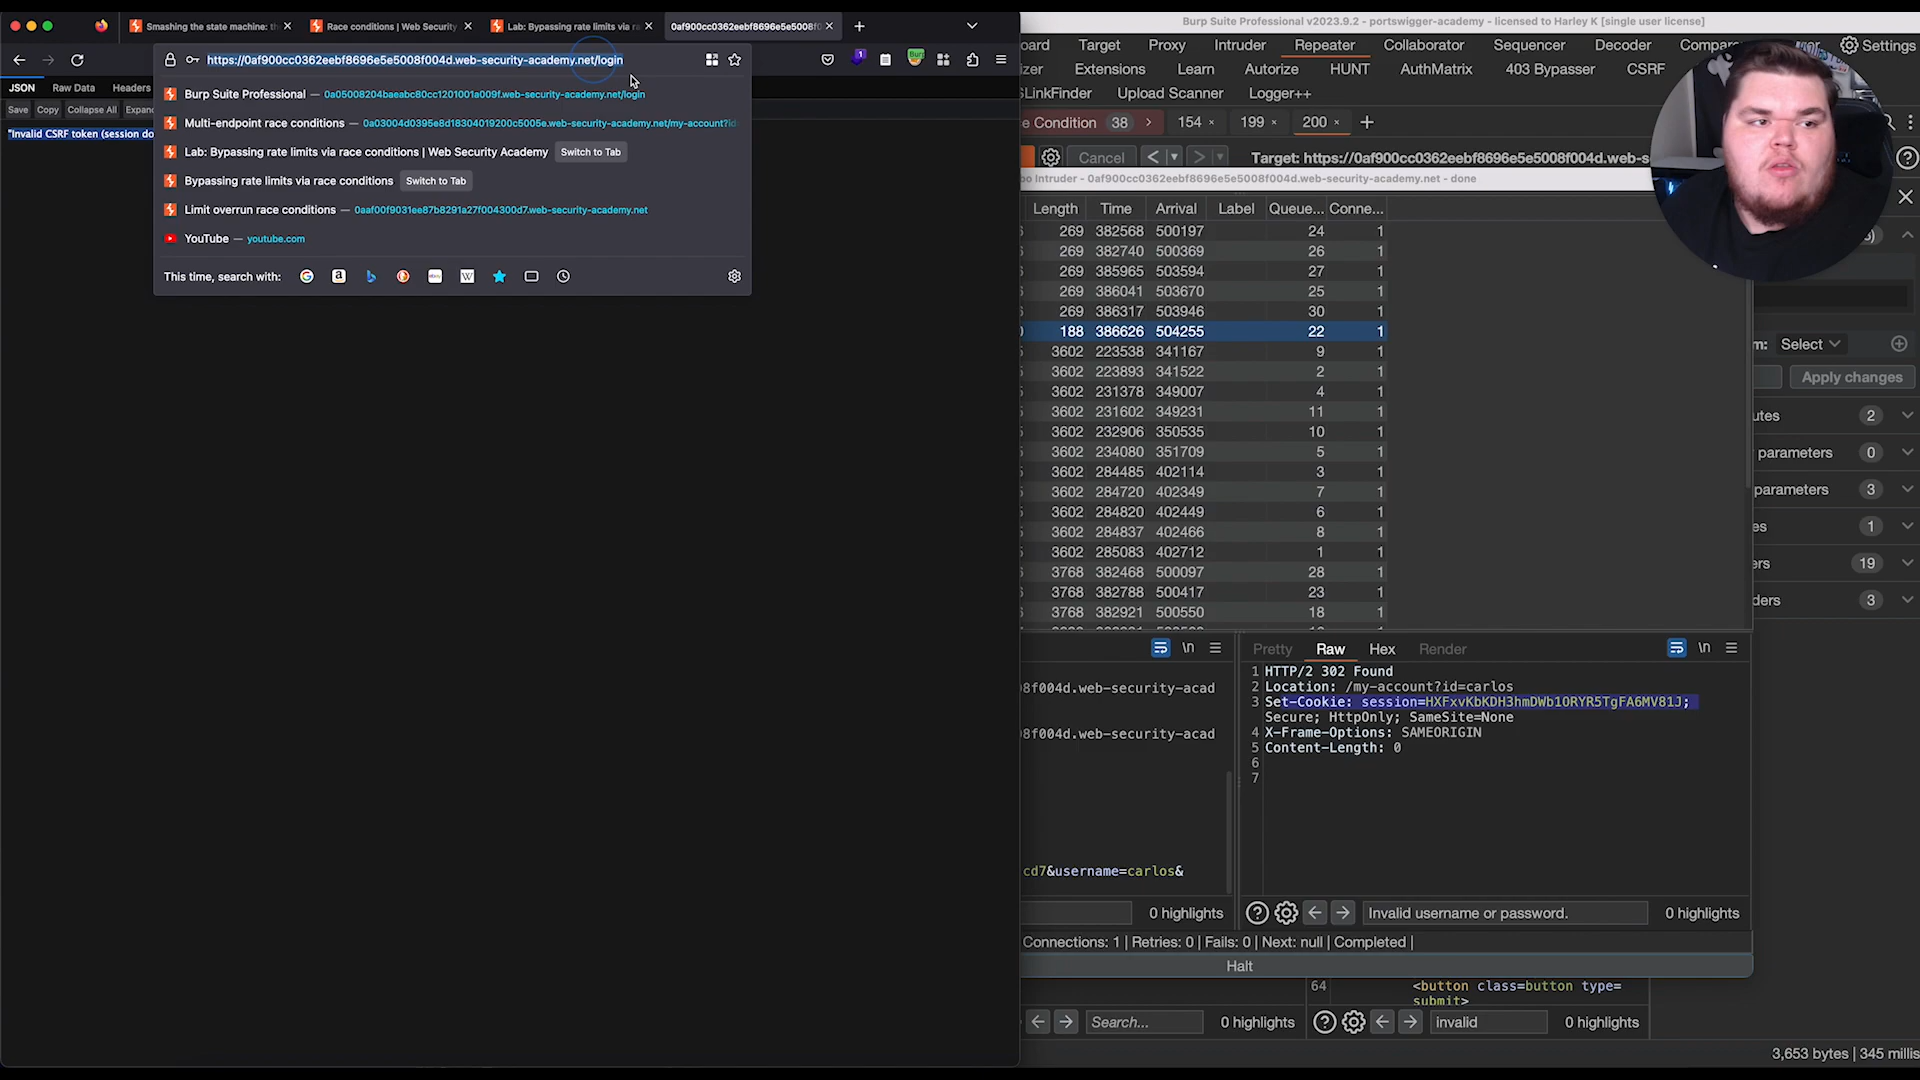 Smashing the state machine: th
Race conditions | Web Security
Lab: Bypassing rate limits via ra
0af900cc0362eebf8696e5e5008f0
https://0af900cc0362eebf8696e5e5008f004d.web-security-academy.net/login
JSON
Raw Data
Headers
Save
Copy
Collapse All
Expand
"Invalid CSRF token (session do
Burp Suite Professional — 0a05008204baeabc80cc1201001a009f.web-security-academy.net/login
Multi-endpoint race conditions — 0a03004d0395e8d18304019200c5005e.web-security-academy.net/my-account?id
Lab: Bypassing rate limits via race conditions | Web Security Academy
Switch to Tab
Bypassing rate limits via race conditions
Switch to Tab
Limit overrun race conditions — 0aaf00f9031ee87b8291a27f004300d7.web-security-academy.net
YouTube — youtube.com
This time, search with:
Burp Suite Professional v2023.9.2 - portswigger-academy - licensed to Harley K [single user license]
oard Target Proxy Intruder Repeater Collaborator Sequencer Decoder Compa Settings
izer Extensions Learn Autorize HUNT AuthMatrix 403 Bypasser CSRF
SLinkFinder Upload Scanner Logger++
e Condition 38 > 154 × 199 × 200 × +
Cancel
Target: https://0af900cc0362eebf8696e5e5008f004d.web-s
bo Intruder - 0af900cc0362eebf8696e5e5008f004d.web-security-academy.net - done
Length Time Arrival Label Queue... Conne...
269 382568 500197 24 1
269 382740 500369 26 1
269 385965 503594 27 1
269 386041 503670 25 1
269 386317 503946 30 1
188 386626 504255 22 1
3602 223538 341167 9 1
3602 223893 341522 2 1
3602 231378 349007 4 1
3602 231602 349231 11 1
3602 232906 350535 10 1
3602 234080 351709 5 1
3602 284485 402114 3 1
3602 284720 402349 7 1
3602 284820 402449 6 1
3602 284837 402466 8 1
3602 285083 402712 1 1
3768 382468 500097 28 1
3768 382788 500417 23 1
3768 382921 500550 18 1
m: Select
Apply changes
utes 2
parameters 0
parameters 3
es 1
ers 19
ders 3
\n
8f004d.web-security-acad
8f004d.web-security-acad
cd7&username=carlos&
0 highlights
Pretty Raw Hex Render
\n
1 HTTP/2 302 Found
2 Location: /my-account?id=carlos
3 Set-Cookie: session=HXFxvKbKDH3hmDWb1ORYR5TgFA6MV81J;
Secure; HttpOnly; SameSite=None
4 X-Frame-Options: SAMEORIGIN
5 Content-Length: 0
6
7
Invalid username or password.
0 highlights
Connections: 1 | Retries: 0 | Fails: 0 | Next: null | Completed |
Halt
64 <button class=button type=
submit>
Search...
0 highlights
invalid
0 highlights
3,653 bytes | 345 millis